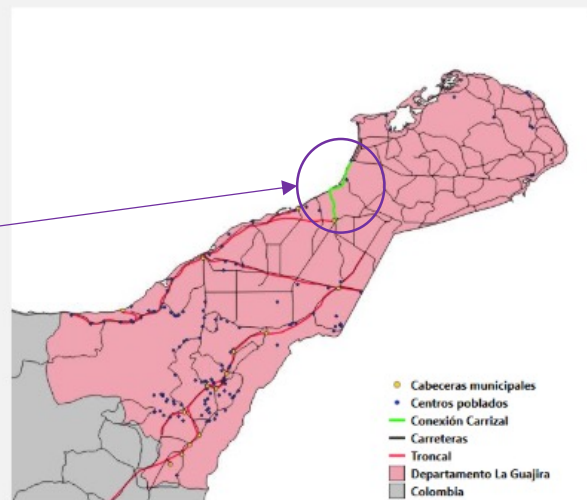 Cabeceras municipales
Centros poblados
Conexión Carrizal
Carreteras
Troncal
Departamento La Guajira
Colombia